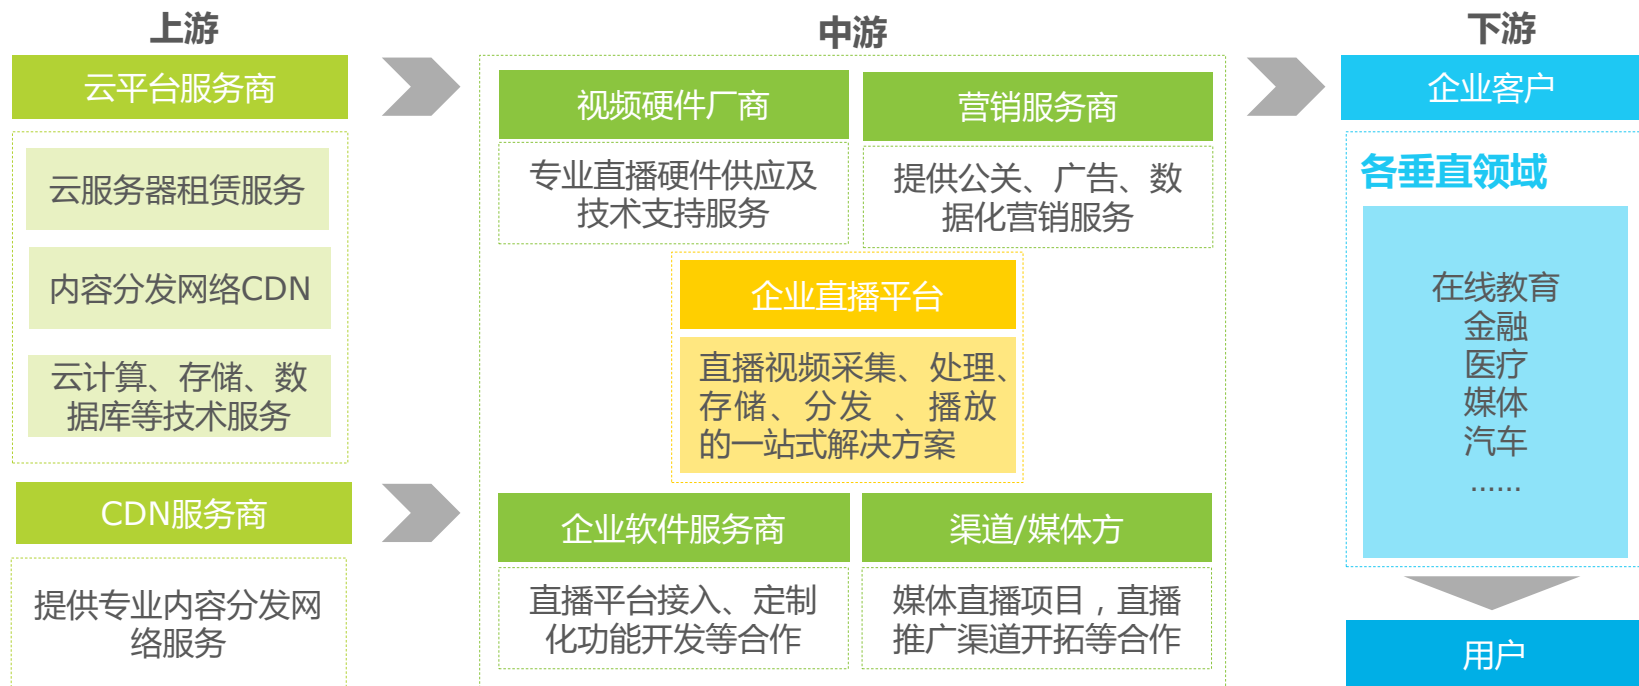 上游
云平台服务商
云服务器租赁服务
内容分发网络CDN
云计算、存储、数
据库等技术服务
CDN服务商
提供专业内容分发网
络服务
中游
视频硬件厂商
专业直播硬件供应及
技术支持服务
营销服务商
提供公关、广告、数
据化营销服务
企业直播平台
直播视频采集、处理、
存储、分发 、播放
的一站式解决方案
企业软件服务商
直播平台接入、定制
化功能开发等合作
渠道/媒体方
媒体直播项目，直播
推广渠道开拓等合作
下游
企业客户
各垂直领域
在线教育
金融
医疗
媒体
汽车
……
用户